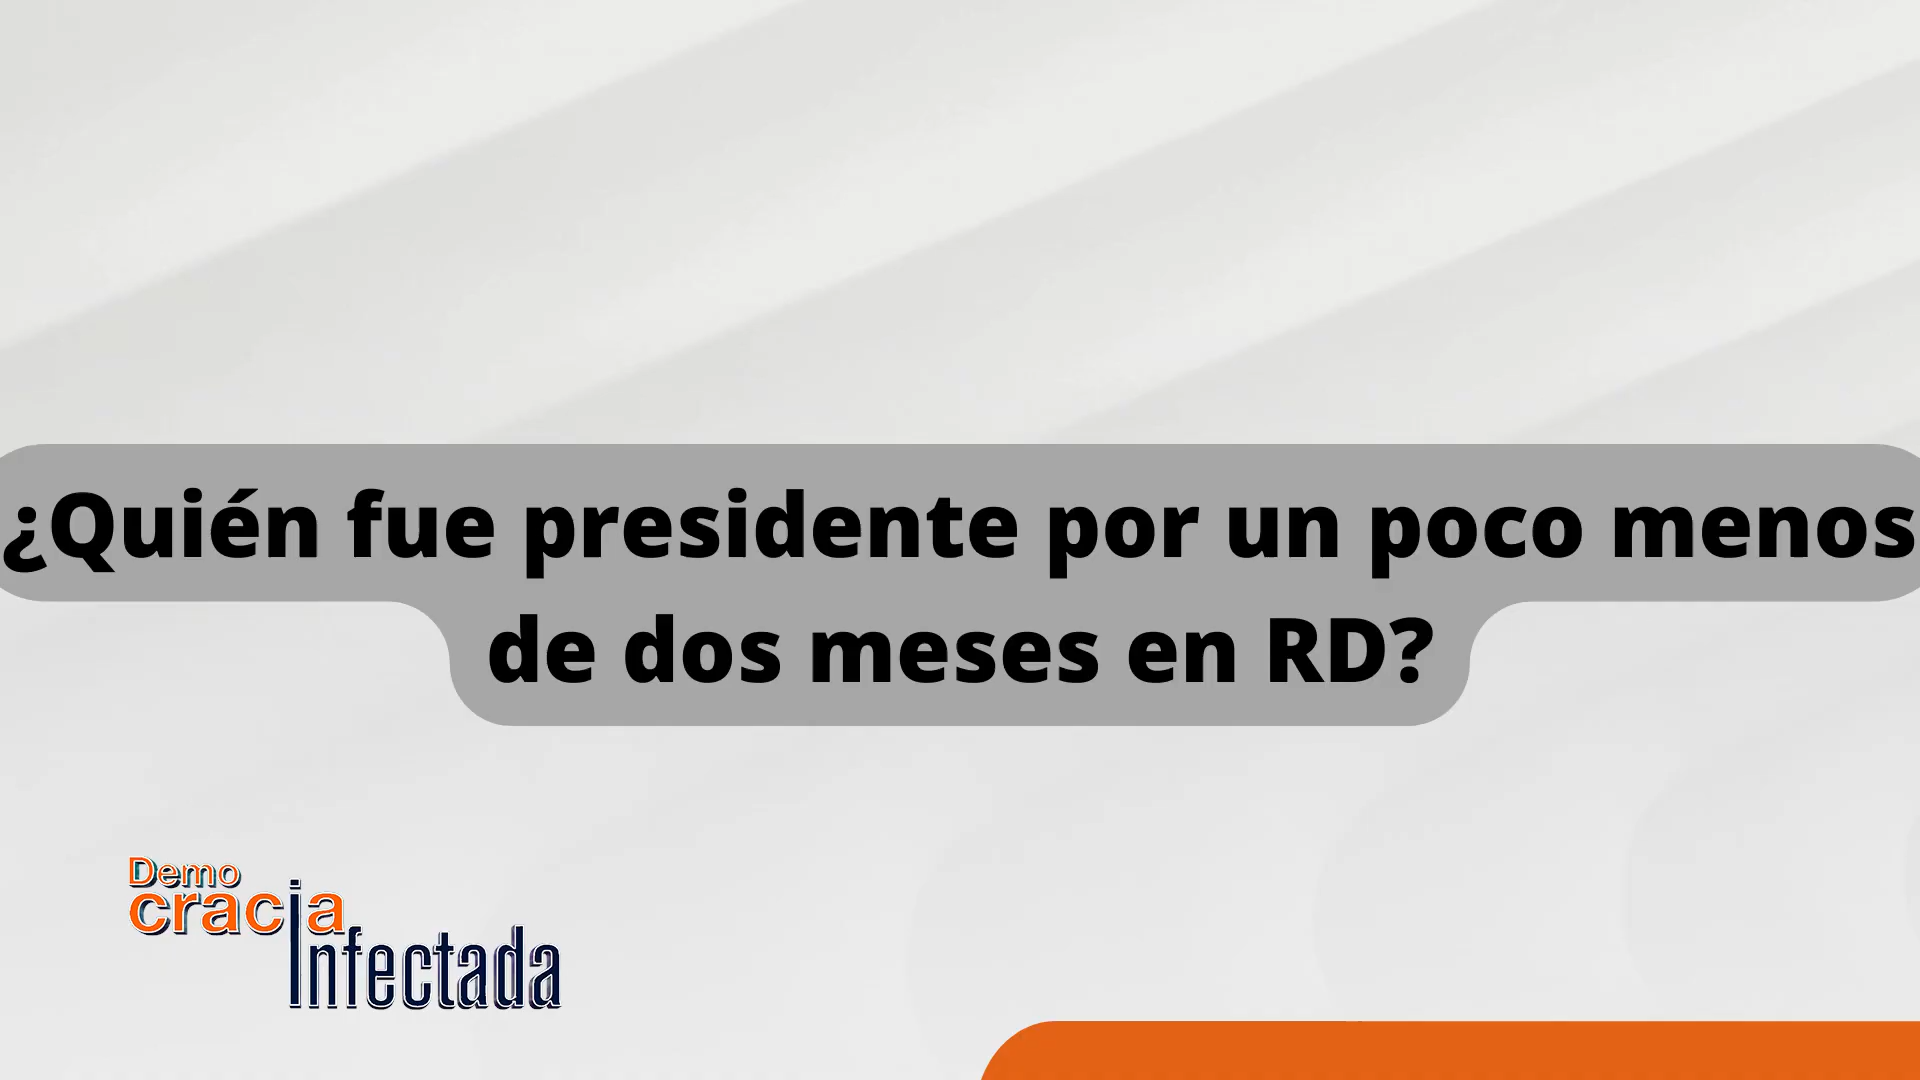 ¿Quién fue presidente por un poco menos
de dos meses en RD?
Demo
cracia
Infectada